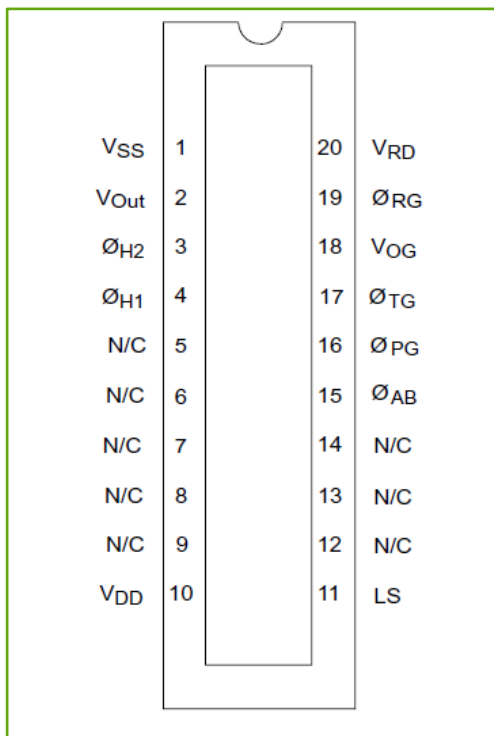 VSS 1 20 VRD
VOut 2 19 ØRG
ØH2 3 18 VOG
ØH1 4 17 ØTG
N/C 5 16 ØPG
N/C 6 15 ØAB
N/C 7 14 N/C
N/C 8 13 N/C
N/C 9 12 N/C
VDD 10 11 LS